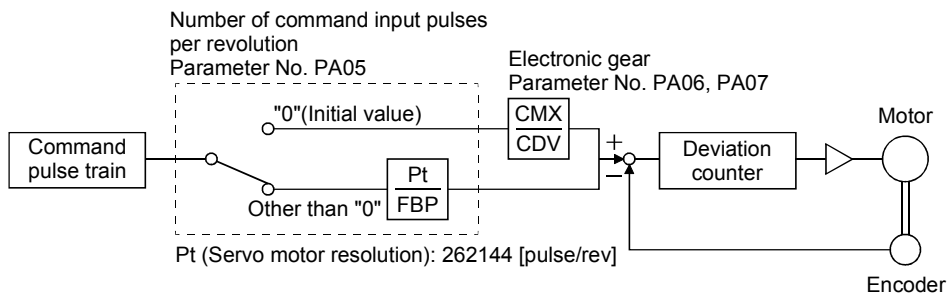 Number of command input pulses
per revolution
Parameter No. PA05
Electronic gear
Parameter No. PA06, PA07
"0"(Initial value)
CMX
CDV
Motor
Command
pulse train
+
−
Deviation
counter
Pt
FBP
Other than "0"
Pt (Servo motor resolution): 262144 [pulse/rev]
Encoder